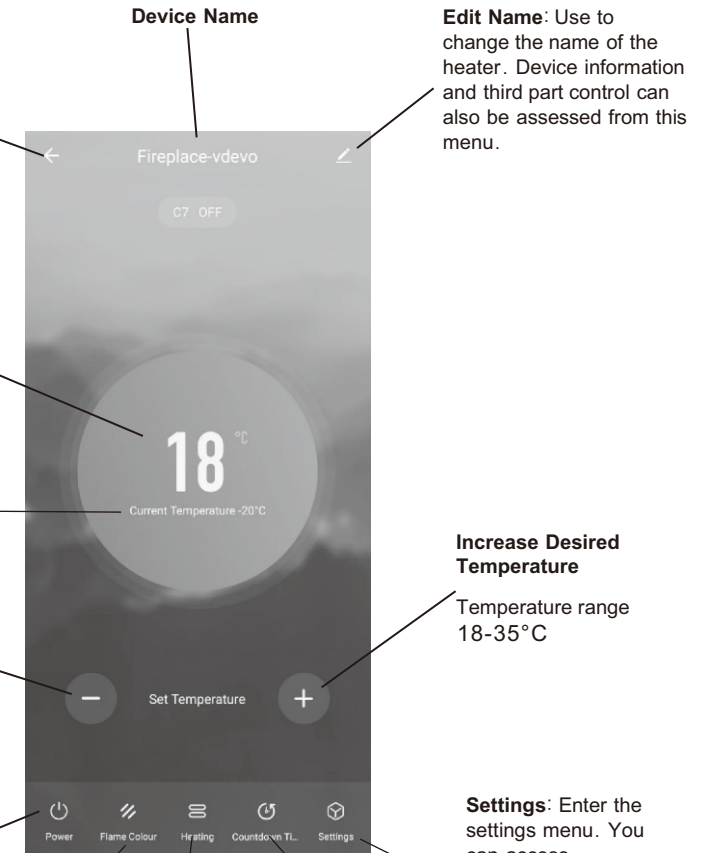 Device Name
Edit Name: Use to
change the name of the
heater. Device information
and third part control can
also be assessed from this
menu.
Fireplace-vdevo
C7 OFF
18 °C
Current Temperature -20°C
Increase Desired
Temperature
Temperature range
18-35°C
Set Temperature
Power
Flame Colour
Heating
Countdown Ti...
Settings
Settings: Enter the
settings menu. You
can access